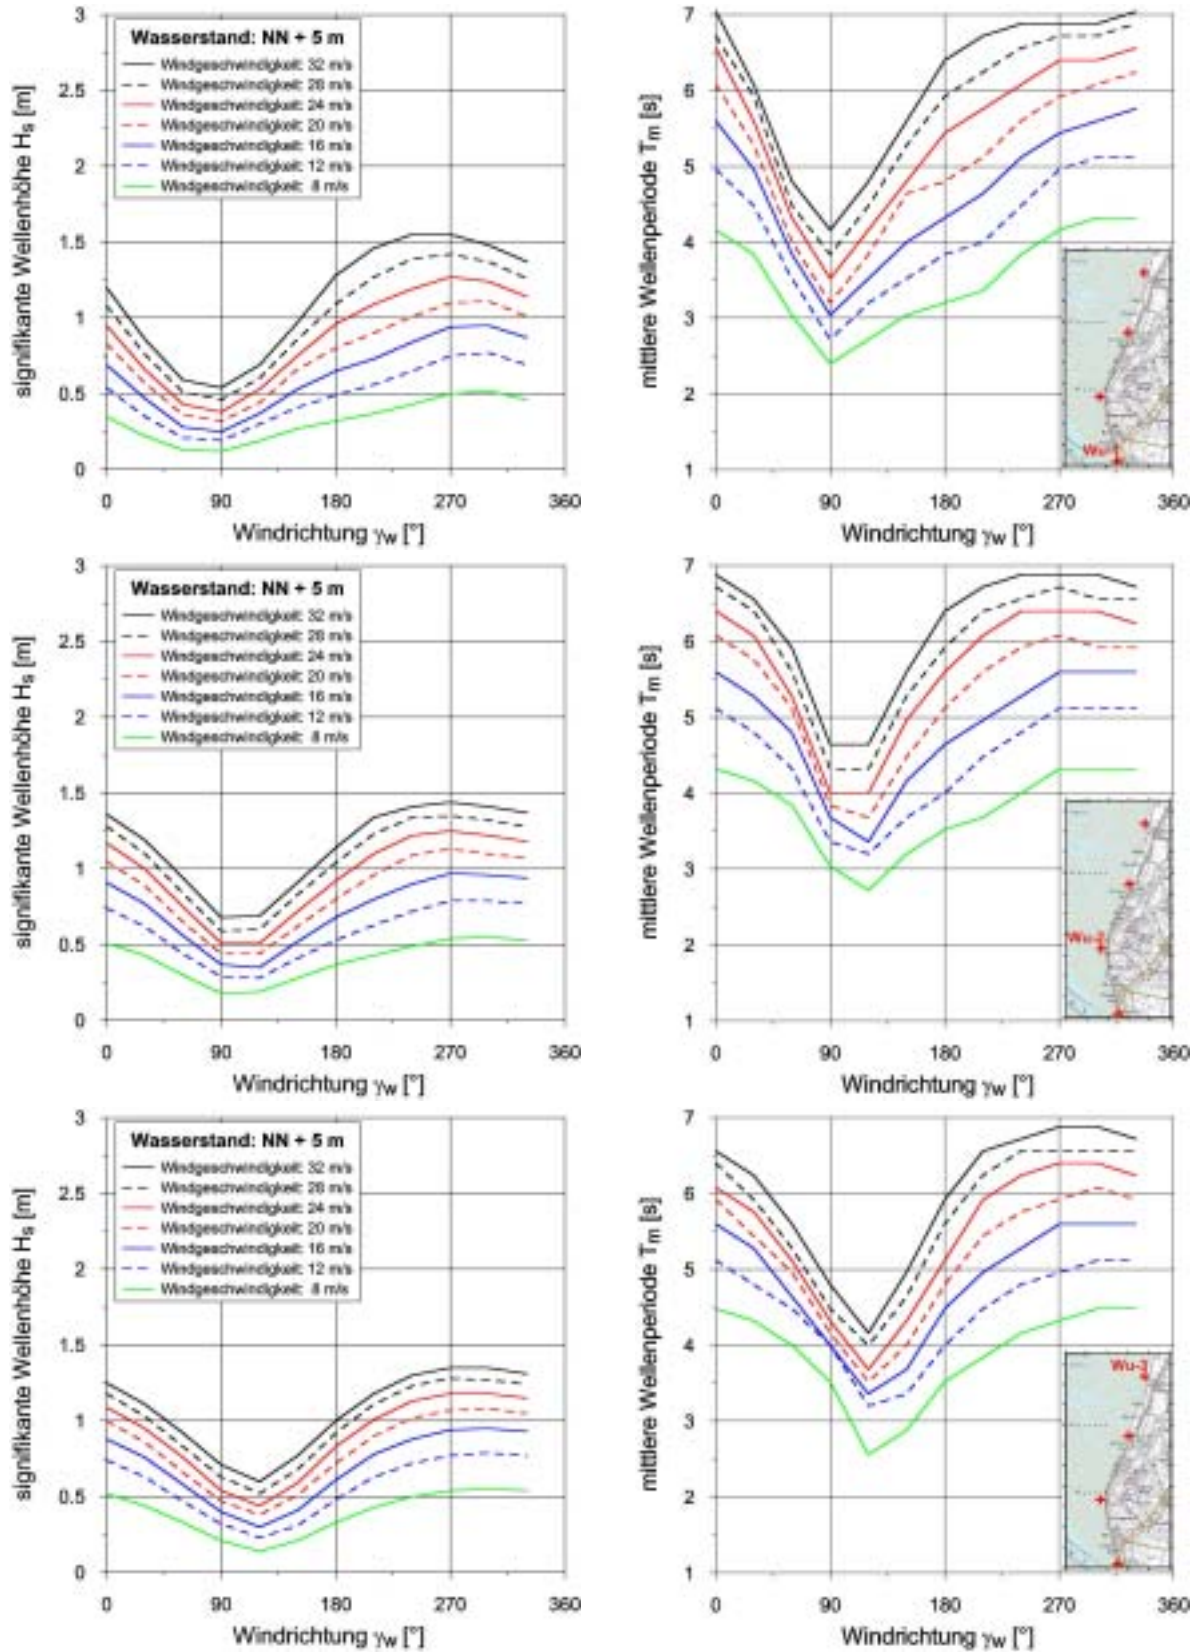 signifikante Wellenhöhe Hs [m]
3
2.5
2
1.5
1
0.5
0
Wasserstand: NN + 5 m
Windgeschwindigkeit: 32 m/s
Windgeschwindigkeit: 28 m/s
Windgeschwindigkeit: 24 m/s
Windgeschwindigkeit: 20 m/s
Windgeschwindigkeit: 16 m/s
Windgeschwindigkeit: 12 m/s
Windgeschwindigkeit: 8 m/s
0 90 180 270 360
Windrichtung γw [°]
mittlere Wellenperiode Tm [s]
7
6
5
4
3
2
1
0 90 180 270 360
Windrichtung γw [°]
signifikante Wellenhöhe Hs [m]
3
2.5
2
1.5
1
0.5
0
Wasserstand: NN + 5 m
Windgeschwindigkeit: 32 m/s
Windgeschwindigkeit: 28 m/s
Windgeschwindigkeit: 24 m/s
Windgeschwindigkeit: 20 m/s
Windgeschwindigkeit: 16 m/s
Windgeschwindigkeit: 12 m/s
Windgeschwindigkeit: 8 m/s
0 90 180 270 360
Windrichtung γw [°]
mittlere Wellenperiode Tm [s]
7
6
5
4
3
2
1
0 90 180 270 360
Windrichtung γw [°]
signifikante Wellenhöhe Hs [m]
3
2.5
2
1.5
1
0.5
0
Wasserstand: NN + 5 m
Windgeschwindigkeit: 32 m/s
Windgeschwindigkeit: 28 m/s
Windgeschwindigkeit: 24 m/s
Windgeschwindigkeit: 20 m/s
Windgeschwindigkeit: 16 m/s
Windgeschwindigkeit: 12 m/s
Windgeschwindigkeit: 8 m/s
0 90 180 270 360
Windrichtung γw [°]
mittlere Wellenperiode Tm [s]
7
6
5
4
3
2
1
Wu-3
0 90 180 270 360
Windrichtung γw [°]